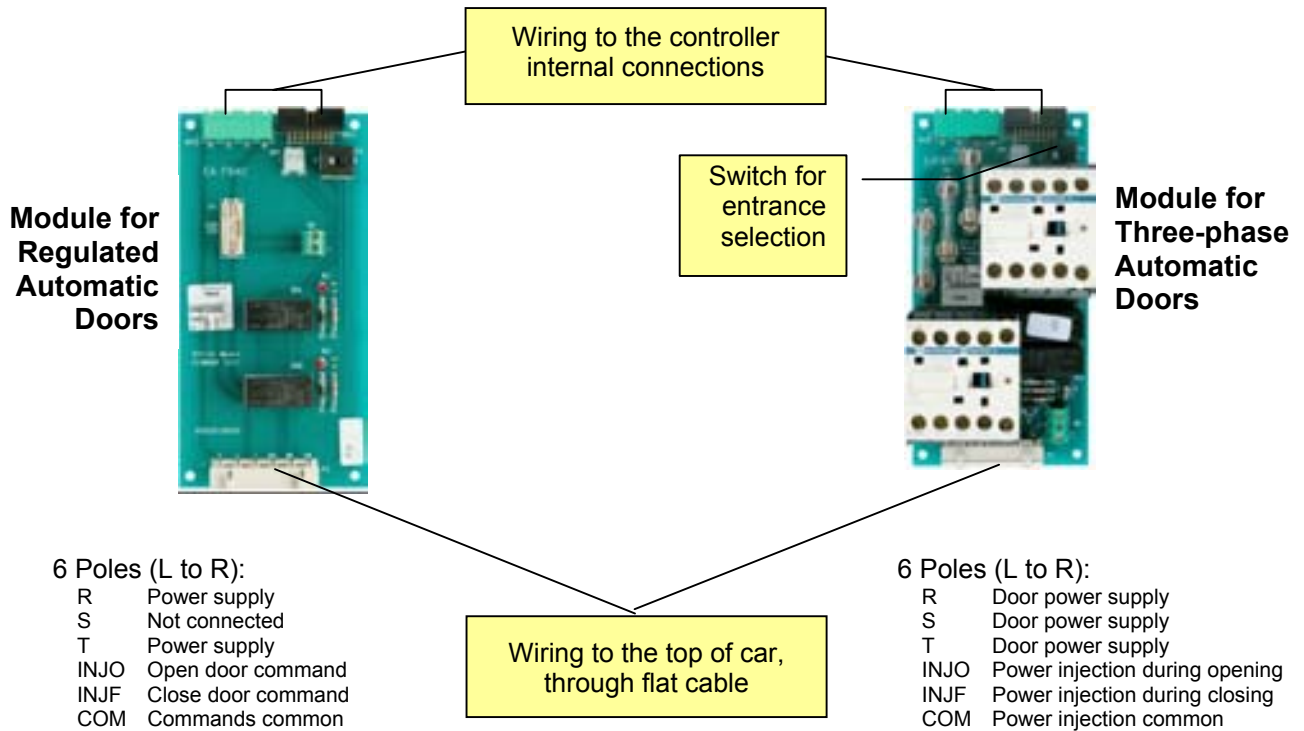 Wiring to the controller
internal connections
Switch for
entrance
selection
Module for
Regulated
Automatic
Doors
Module for
Three-phase
Automatic
Doors
6 Poles (L to R):
R Power supply
S Not connected
T Power supply
INJO Open door command
INJF Close door command
COM Commands common
Wiring to the top of car,
through flat cable
6 Poles (L to R):
R Door power supply
S Door power supply
T Door power supply
INJO Power injection during opening
INJF Power injection during closing
COM Power injection common